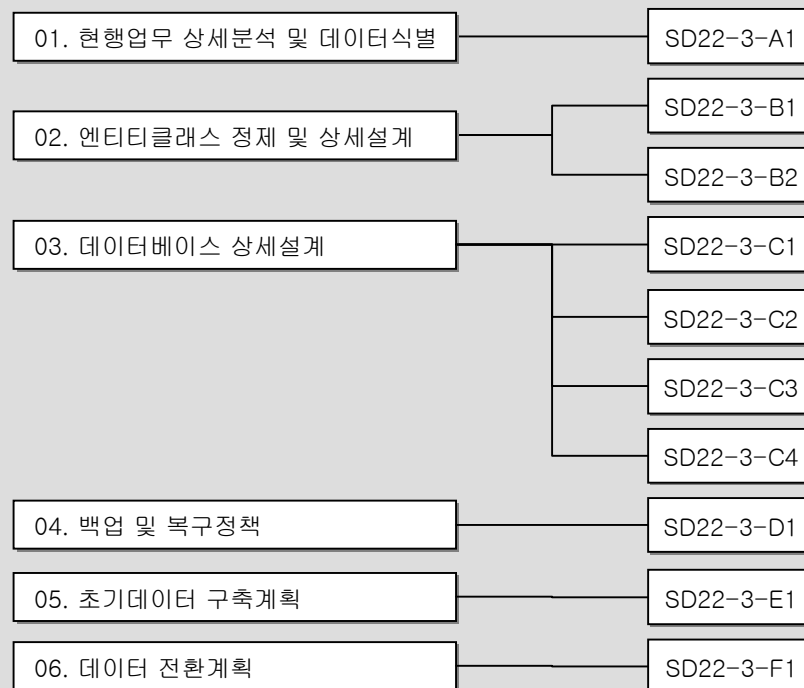 01. 현행업무 상세분석 및 데이터식별
SD22-3-A1
02. 엔티티클래스 정제 및 상세설계
SD22-3-B1
SD22-3-B2
03. 데이터베이스 상세설계
SD22-3-C1
SD22-3-C2
SD22-3-C3
SD22-3-C4
04. 백업 및 복구정책
SD22-3-D1
05. 초기데이터 구축계획
SD22-3-E1
06. 데이터 전환계획
SD22-3-F1